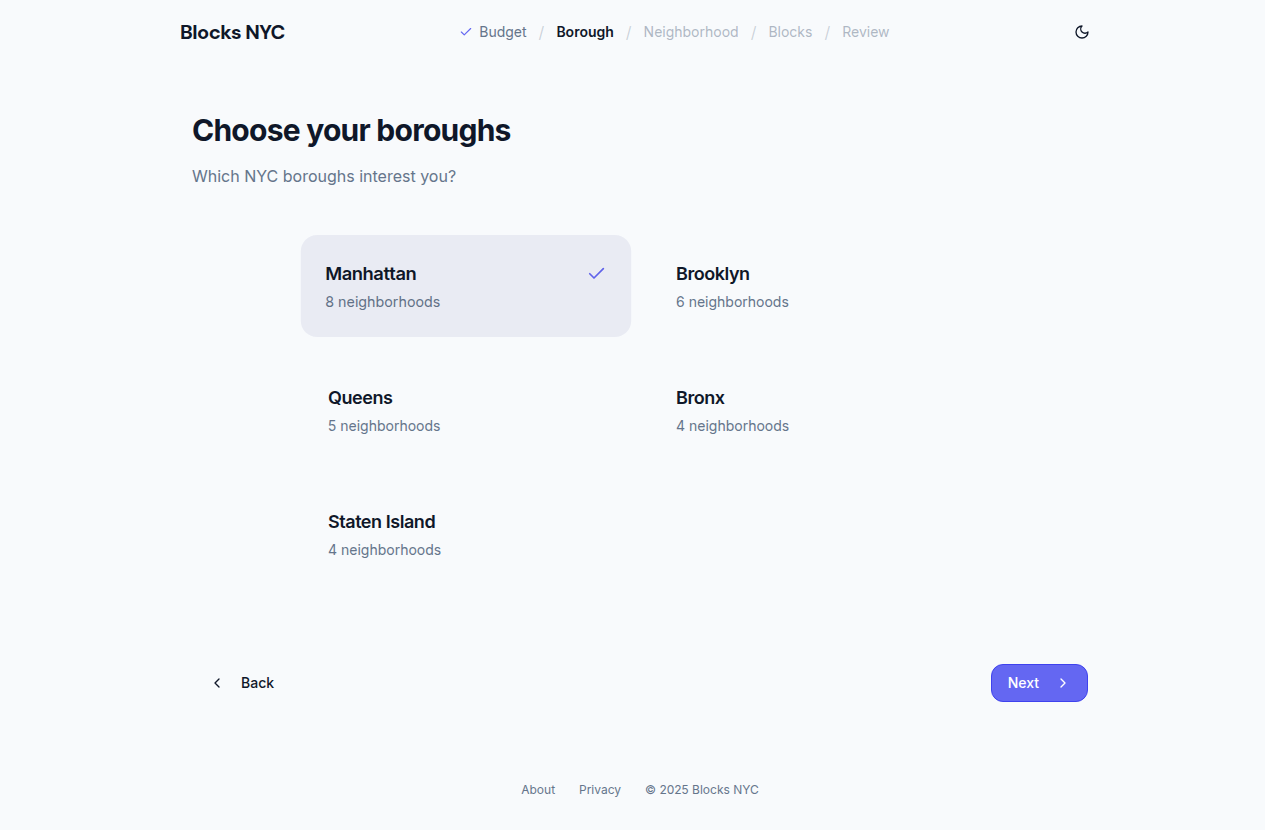 Blocks NYC
Budget / Borough / Neighborhood / Blocks / Review
Choose your boroughs
Which NYC boroughs interest you?
Manhattan
8 neighborhoods
Brooklyn
6 neighborhoods
Queens
5 neighborhoods
Bronx
4 neighborhoods
Staten Island
4 neighborhoods
Back
Next
About Privacy © 2025 Blocks NYC